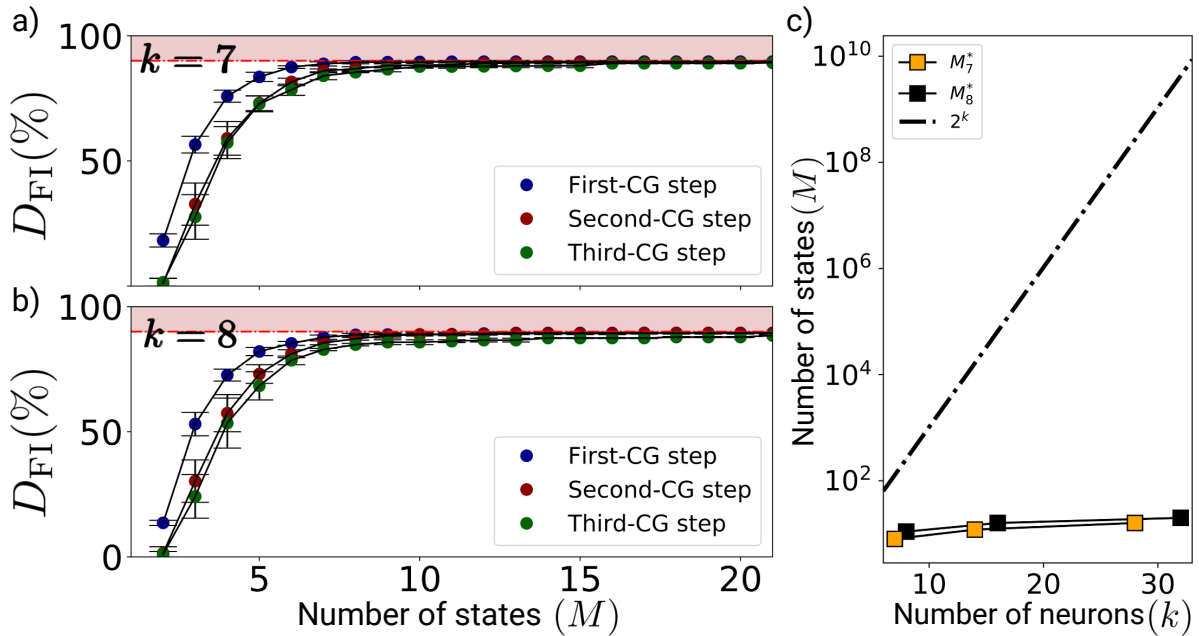 a)
100
50
D_FI(%)
k = 7
First-CG step
Second-CG step
Third-CG step
b)
100
50
0
D_FI(%)
k = 8
First-CG step
Second-CG step
Third-CG step
5
10
15
20
Number of states (M)
c)
10^10
10^8
10^6
10^4
10^2
Number of states (M)
M_7^*
M_8^*
2^k
10
20
30
Number of neurons (k)